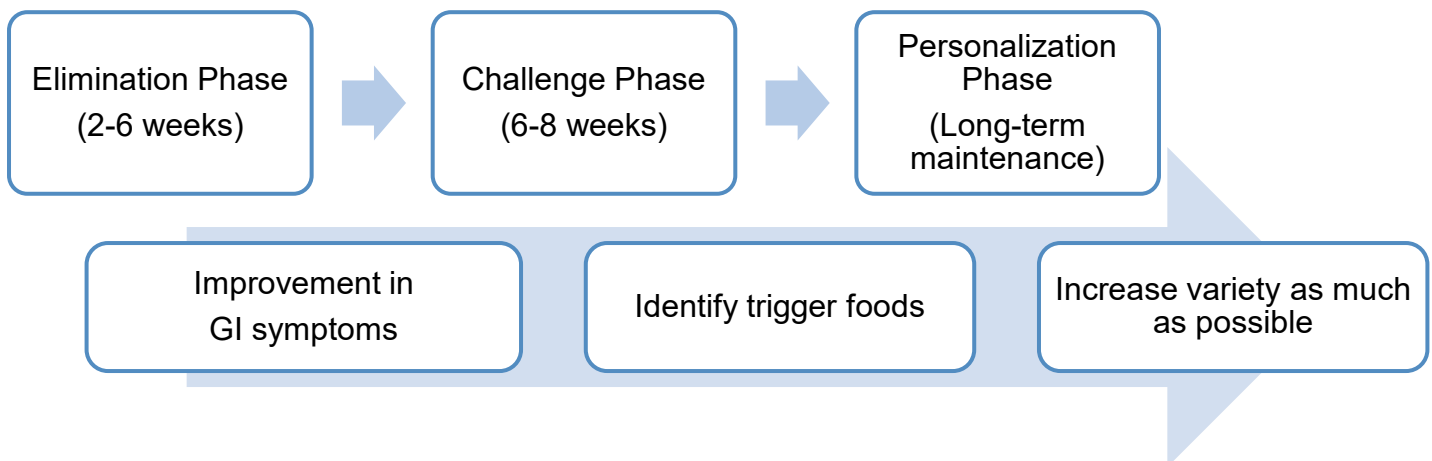 Elimination Phase
(2-6 weeks)
Challenge Phase
(6-8 weeks)
Personalization
Phase
(Long-term
maintenance)
Improvement in
GI symptoms
Identify trigger foods
Increase variety as much
as possible